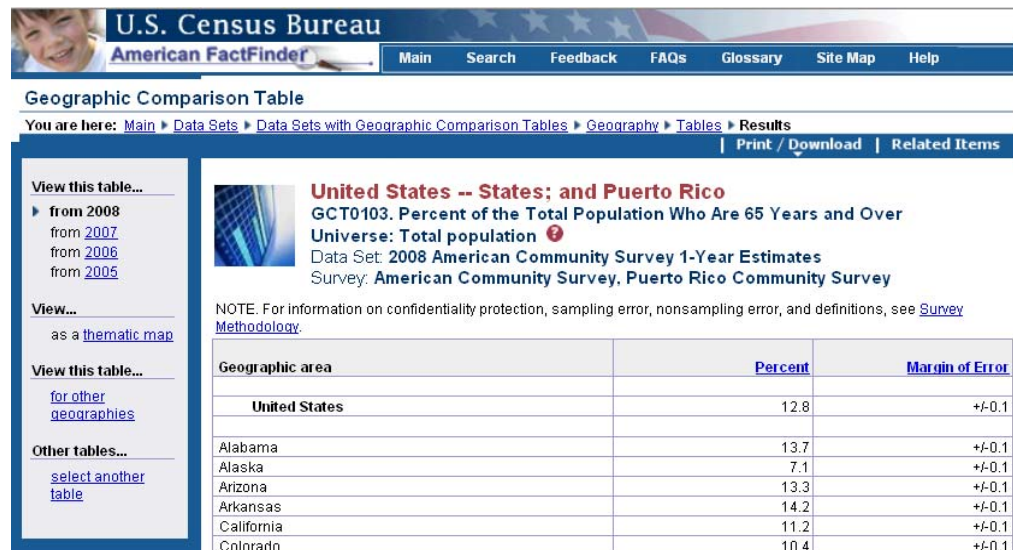 U.S. Census Bureau
American FactFinder
Main Search Feedback FAQs Glossary Site Map Help
Geographic Comparison Table
You are here: Main ▶ Data Sets ▶ Data Sets with Geographic Comparison Tables ▶ Geography ▶ Tables ▶ Results
| Print / Download | Related Items
View this table...
from 2008
from 2007
from 2006
from 2005
View...
as a thematic map
View this table...
for other
geographies
Other tables...
select another
table
United States -- States; and Puerto Rico
GCT0103. Percent of the Total Population Who Are 65 Years and Over
Universe: Total population ?
Data Set: 2008 American Community Survey 1-Year Estimates
Survey: American Community Survey, Puerto Rico Community Survey
NOTE. For information on confidentiality protection, sampling error, nonsampling error, and definitions, see Survey
Methodology.
Geographic area Percent Margin of Error
United States 12.8 +/-0.1
Alabama 13.7 +/-0.1
Alaska 7.1 +/-0.1
Arizona 13.3 +/-0.1
Arkansas 14.2 +/-0.1
California 11.2 +/-0.1
Colorado 10.4 +/-0.1